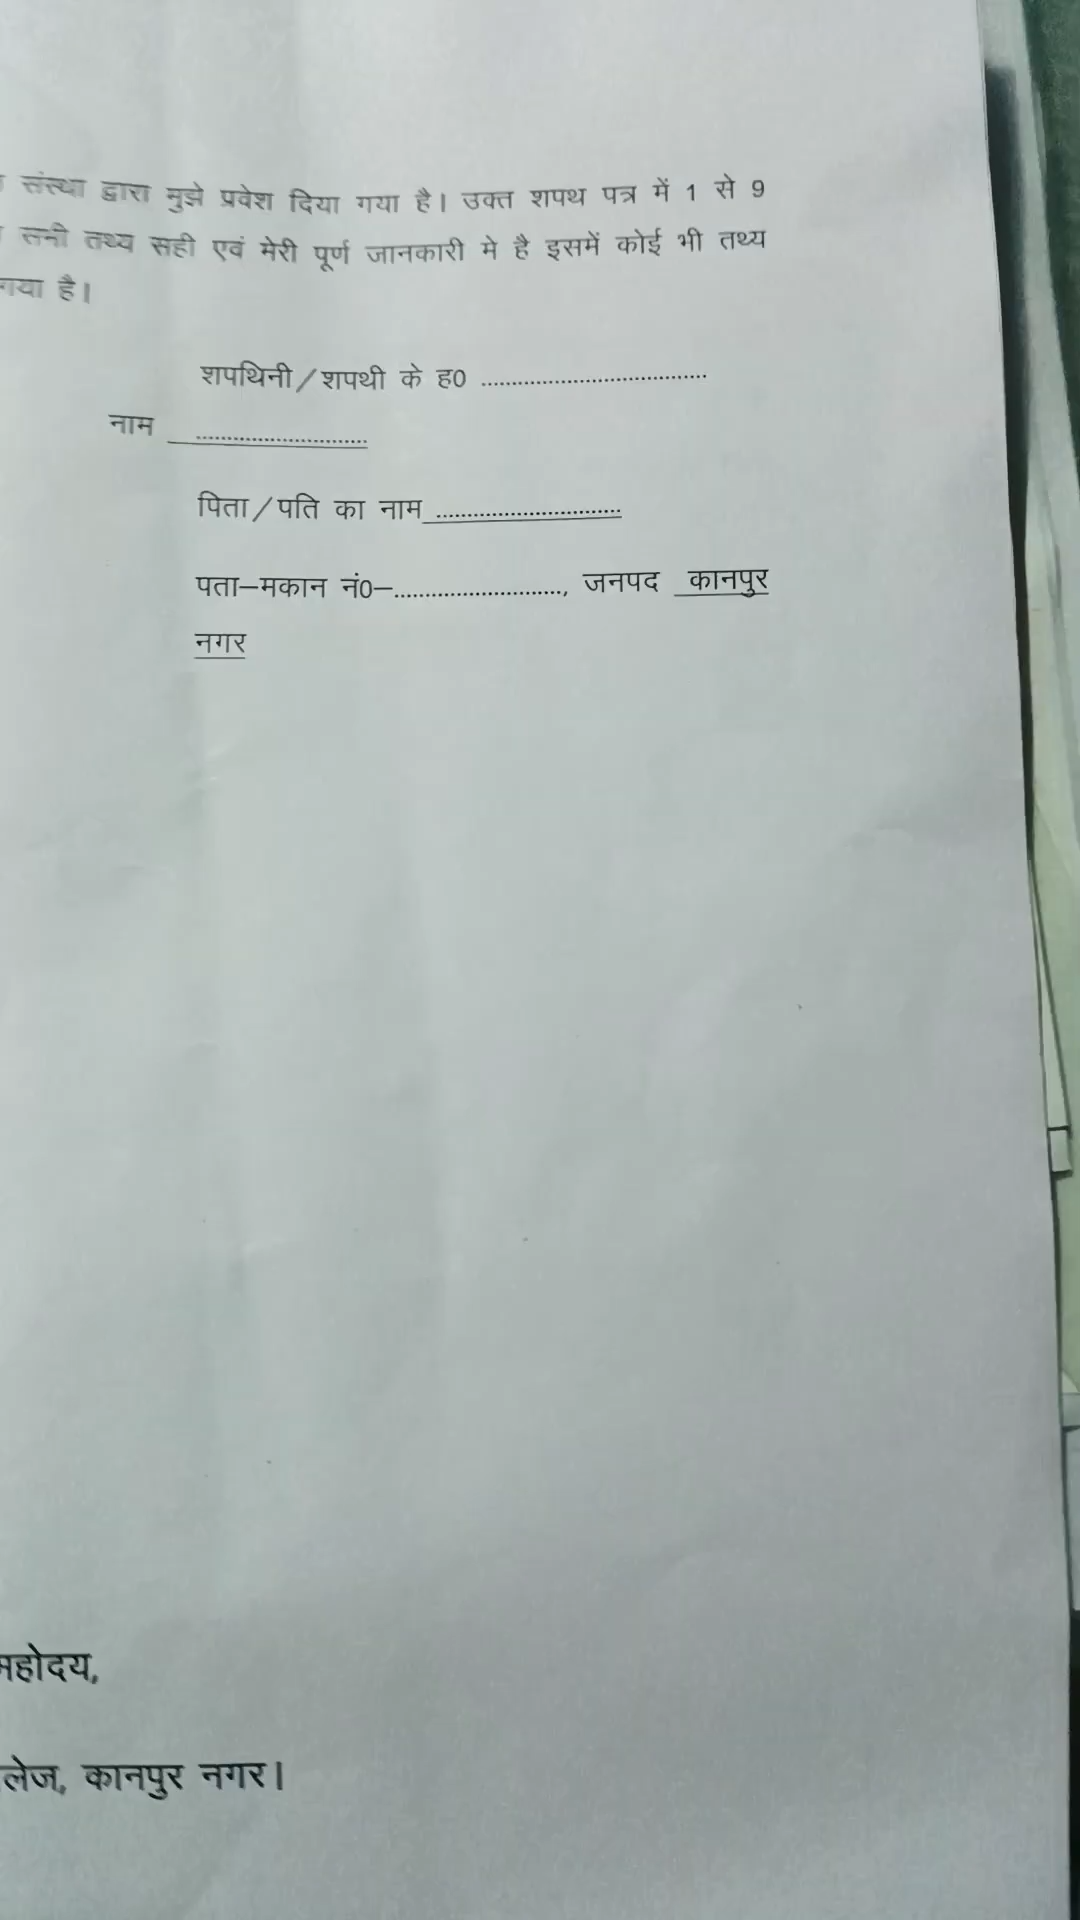 संस्था द्वारा मुझे प्रवेश दिया गया है। उक्त शपथ पत्र में 1 से 9
सभी तथ्य सही एवं मेरी पूर्ण जानकारी मे है इसमें कोई भी तथ्य
गया है।
शपथिनी/शपथी के ह0 ....................................
नाम ............................
पिता/पति का नाम ..............................
पता–मकान नं0–..........................., जनपद कानपुर
नगर
महोदय,
लेज, कानपुर नगर।